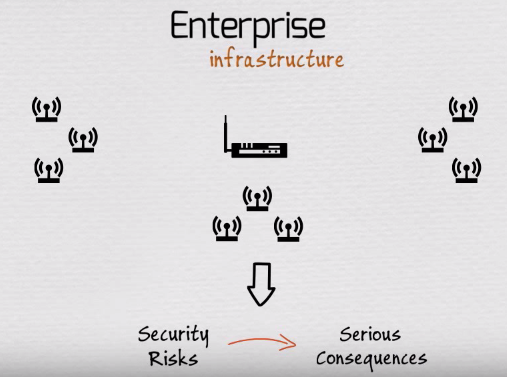 Enterprise
infrastructure
Security Serious
Risks Consequences